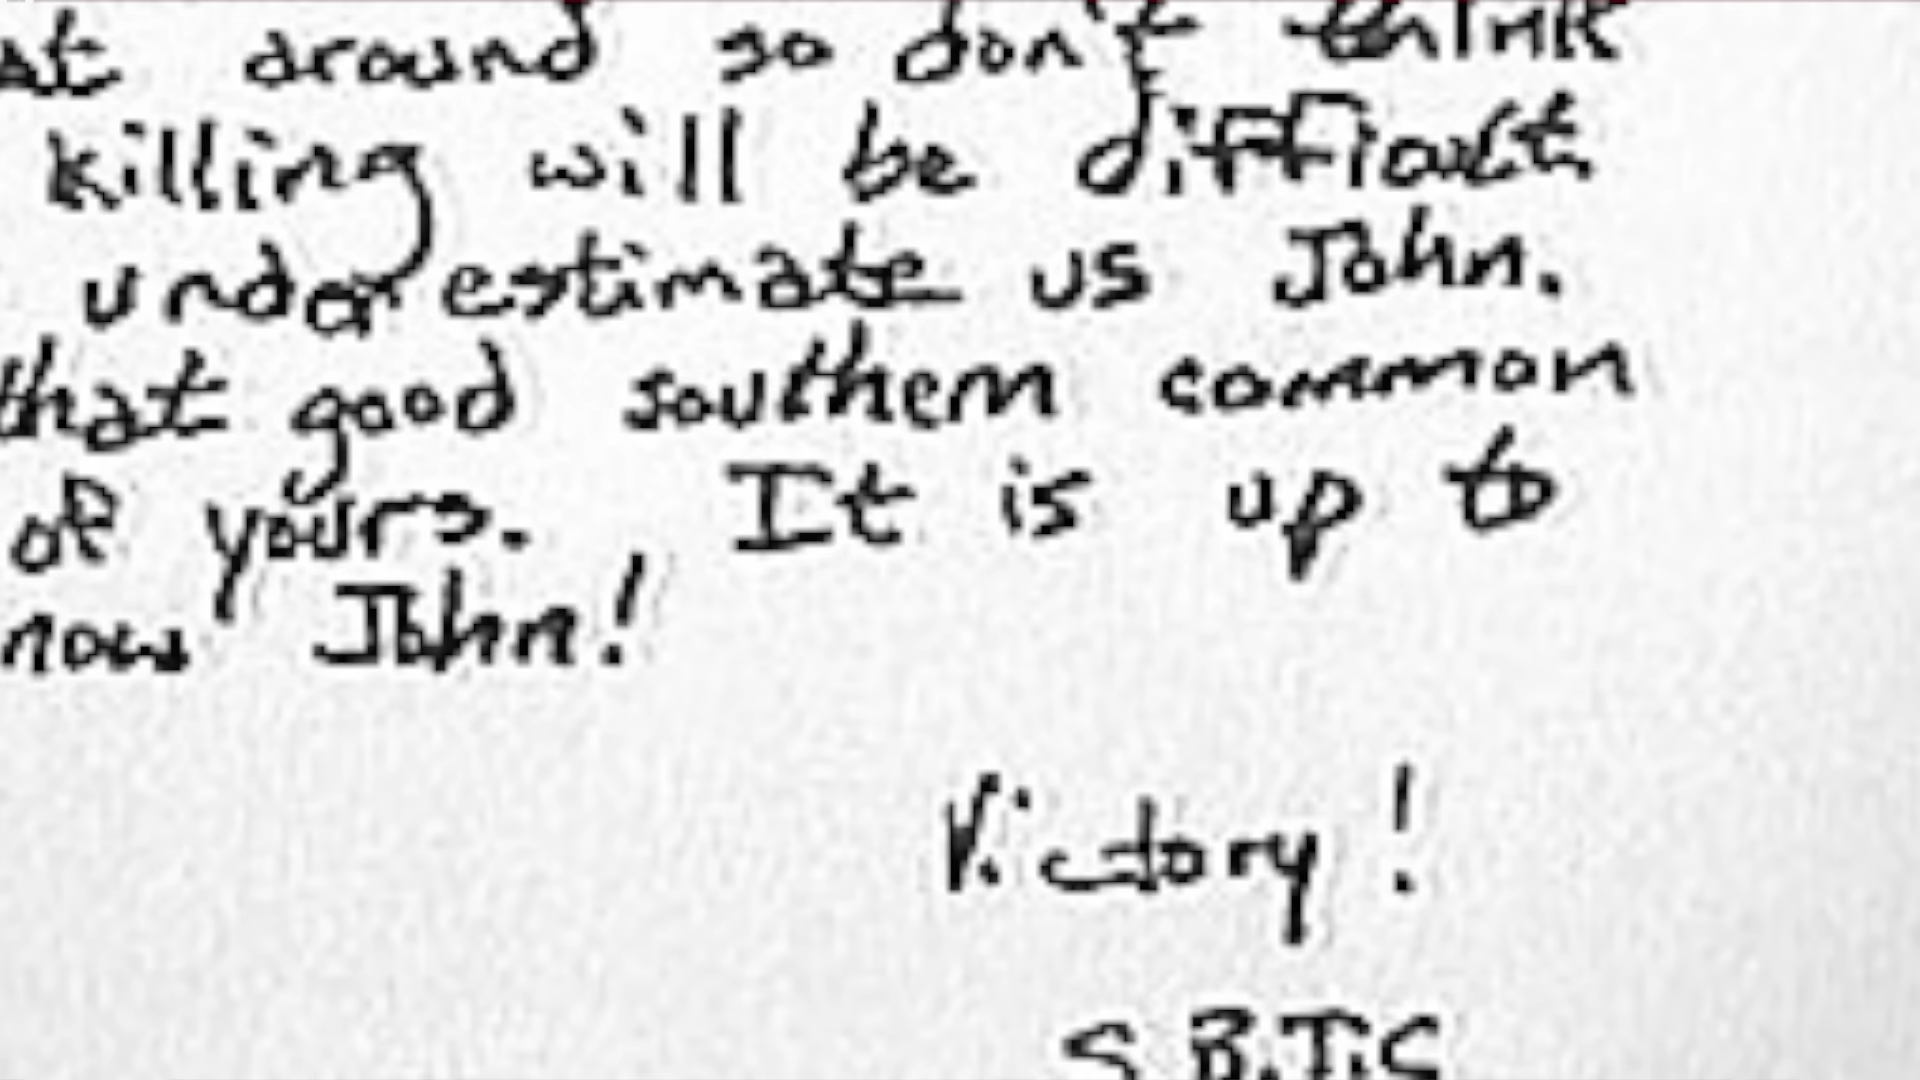 at around so don't think
killing will be difficult
underestimate us John.
that good southern common
of yours. It is up to
now John!
Victory!
S.B.T.C